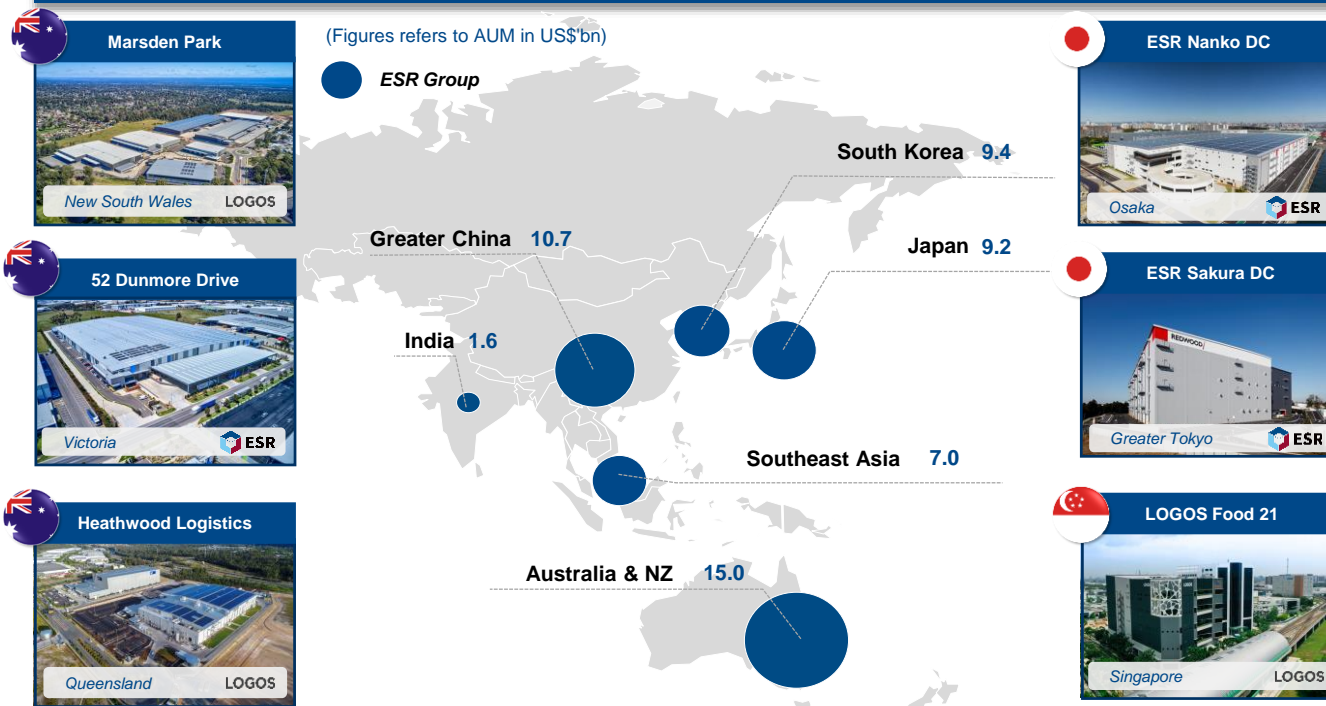 Marsden Park
New South Wales LOGOS
52 Dunmore Drive
Victoria ESR
Heathwood Logistics
Queensland LOGOS
(Figures refers to AUM in US$'bn)
ESR Group
South Korea 9.4
Greater China 10.7
Japan 9.2
India 1.6
Southeast Asia 7.0
Australia & NZ 15.0
ESR Nanko DC
Osaka ESR
ESR Sakura DC
REDWOOD
Greater Tokyo ESR
LOGOS Food 21
Singapore LOGOS